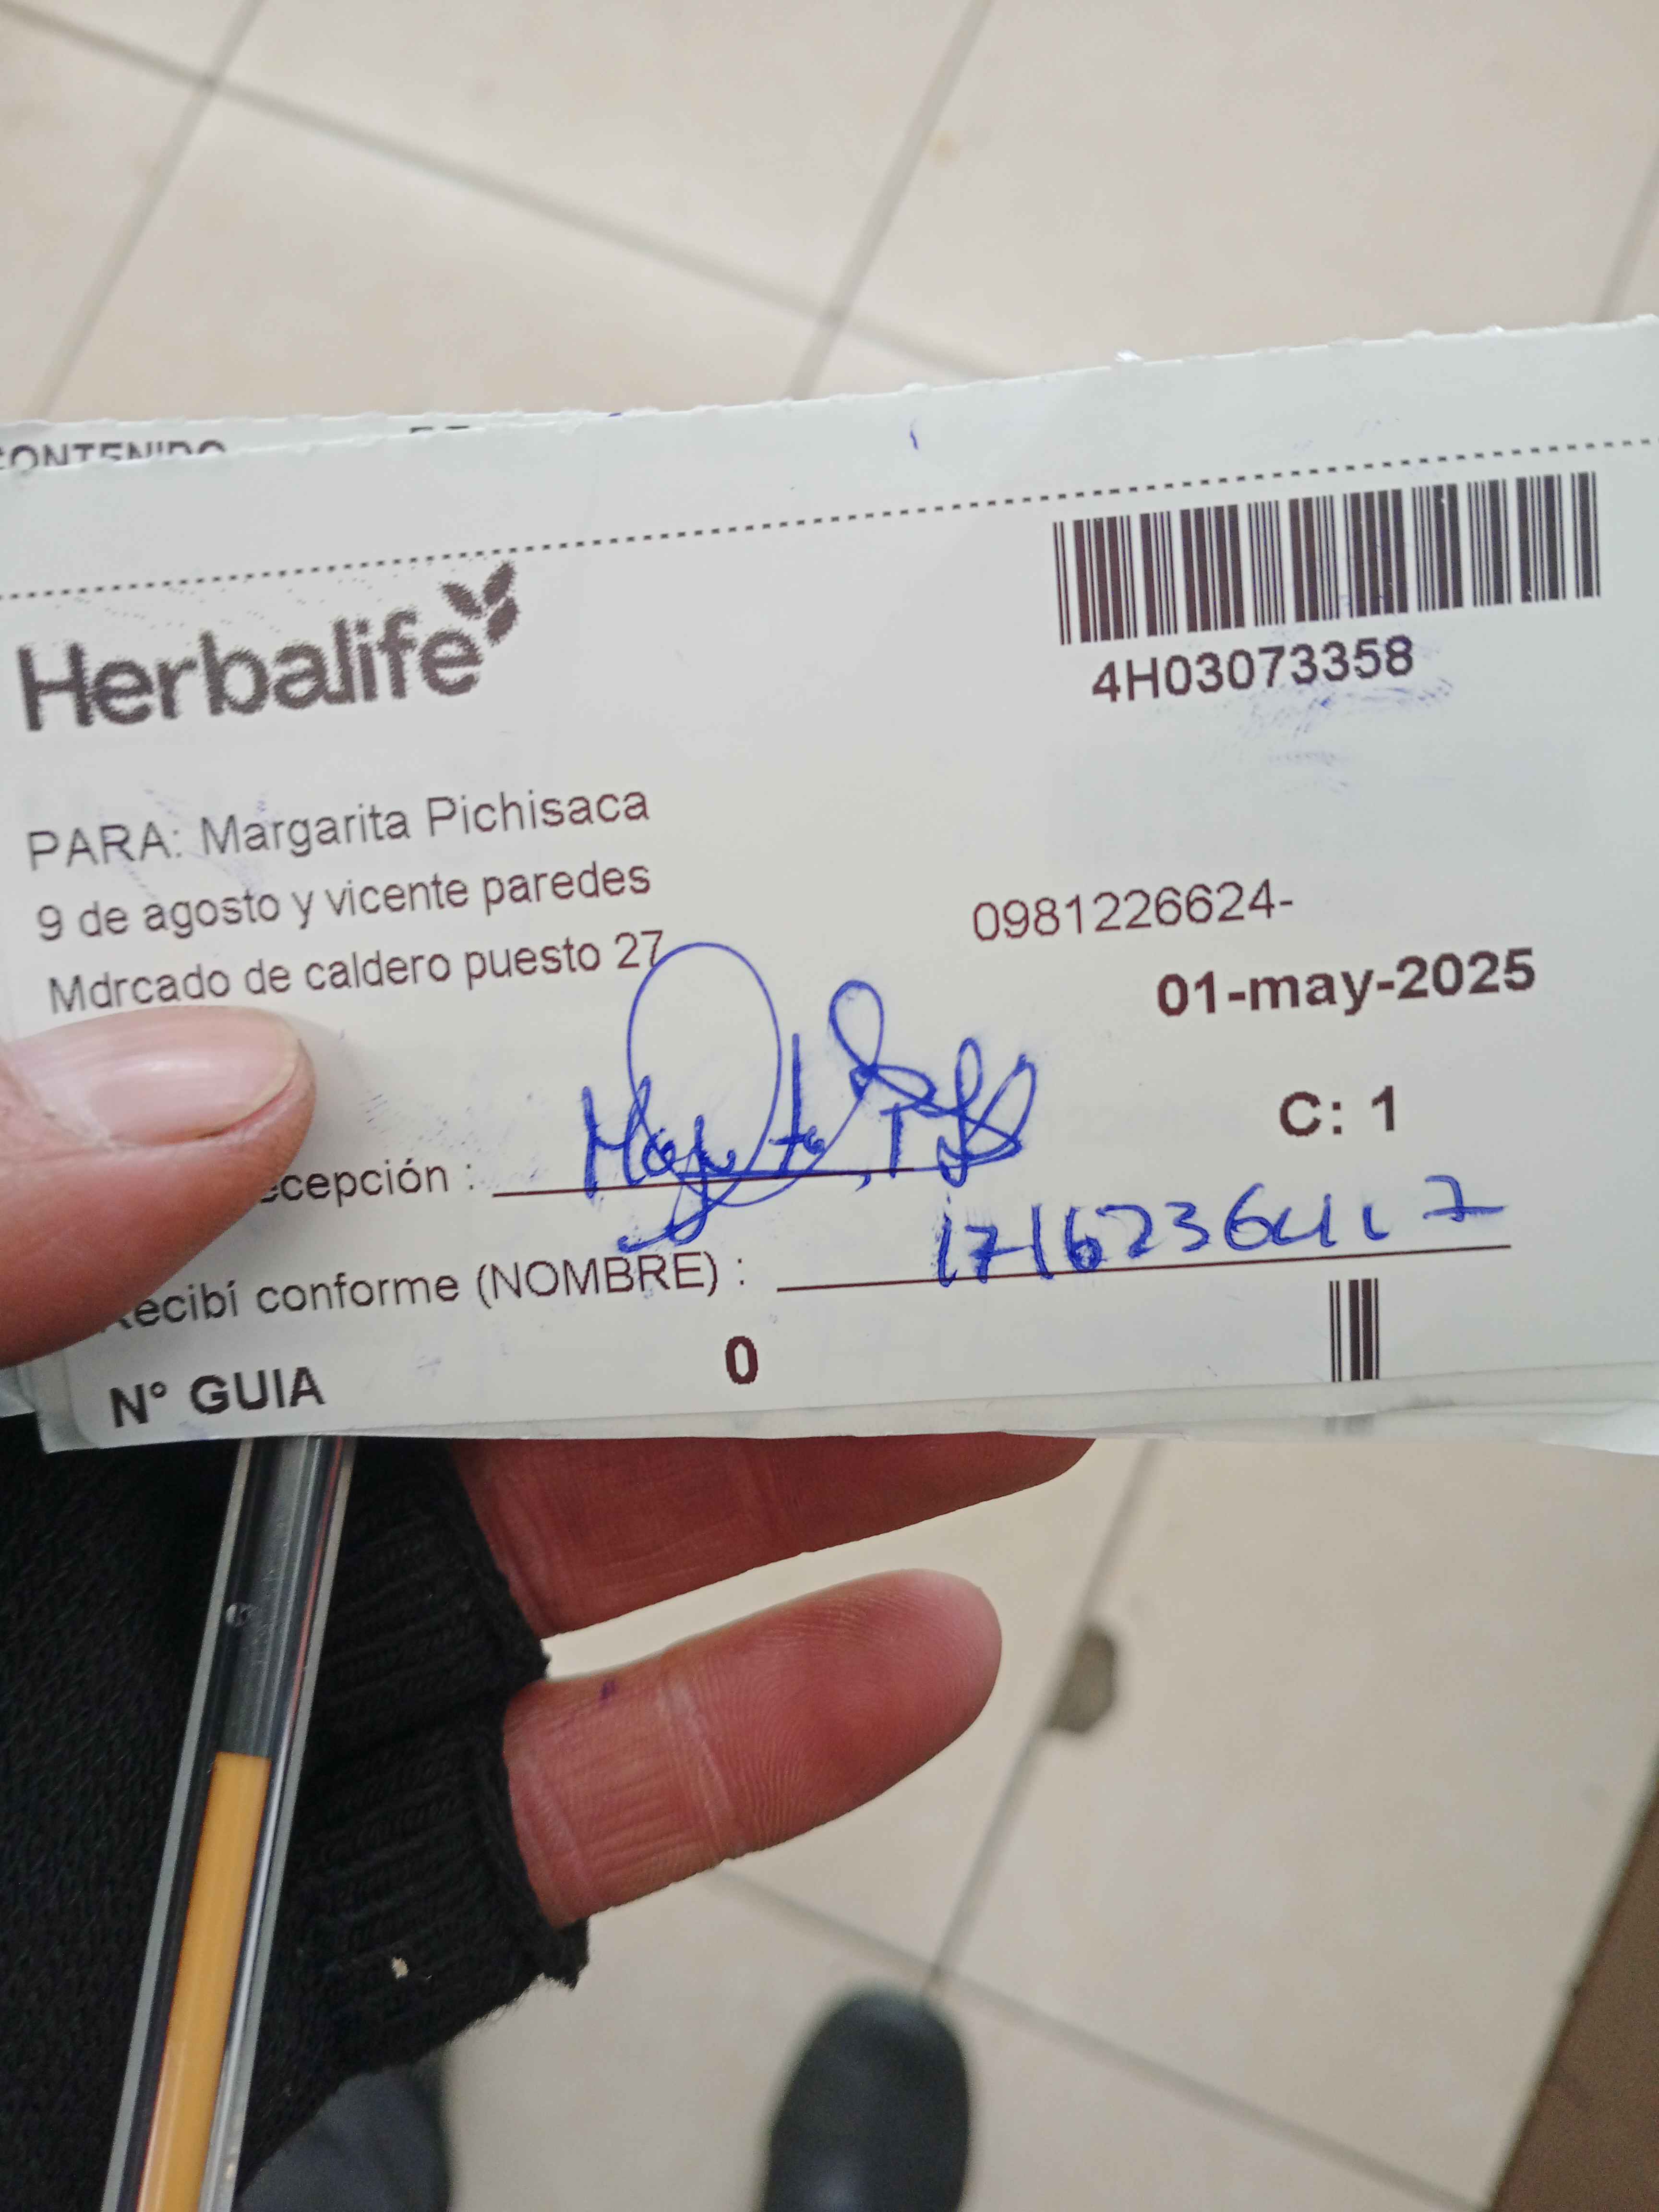 CONTENIDO
Herbalife
4H03073358
PARA: Margarita Pichisaca
9 de agosto y vicente paredes
0981226624-
Mdrcado de caldero puesto 27
01-may-2025
C: 1
ecepción :
Recibí conforme (NOMBRE) :
N° GUIA 0